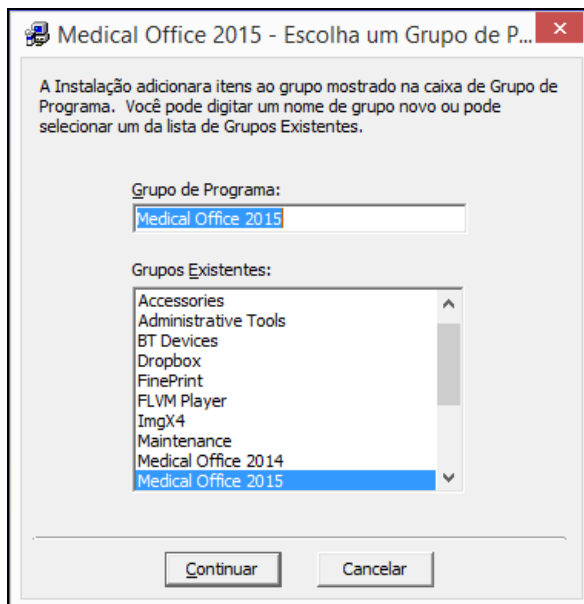 Medical Office 2015 - Escolha um Grupo de P...
A Instalação adicionara itens ao grupo mostrado na caixa de Grupo de
Programa. Você pode digitar um nome de grupo novo ou pode
selecionar um da lista de Grupos Existentes.
Grupo de Programa:
Medical Office 2015
Grupos Existentes:
Accessories
Administrative Tools
BT Devices
Dropbox
FinePrint
FLVM Player
ImgX4
Maintenance
Medical Office 2014
Medical Office 2015
Continuar
Cancelar